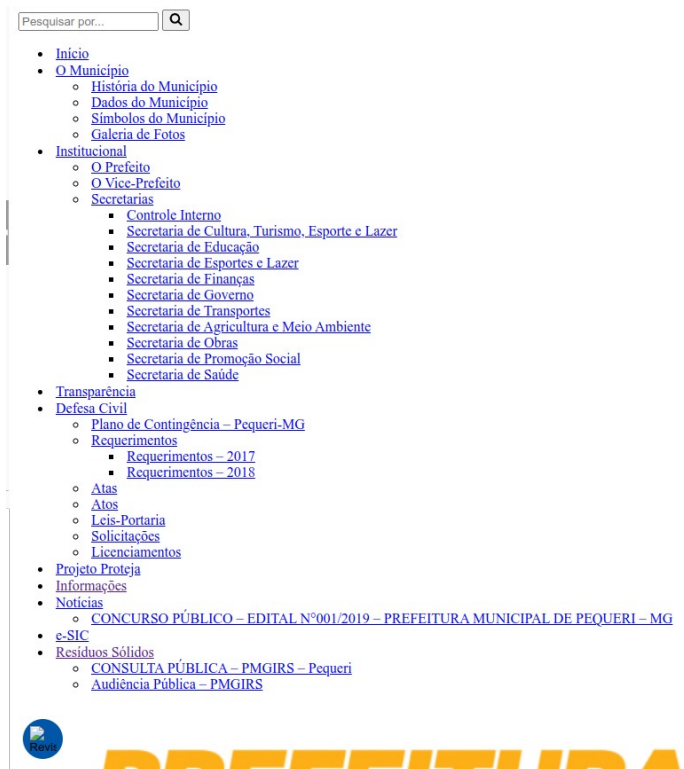 Pesquisar por...
Início
O Município
História do Município
Dados do Município
Símbolos do Município
Galeria de Fotos
Institucional
O Prefeito
O Vice-Prefeito
Secretarias
Controle Interno
Secretaria de Cultura, Turismo, Esporte e Lazer
Secretaria de Educação
Secretaria de Esportes e Lazer
Secretaria de Finanças
Secretaria de Governo
Secretaria de Transportes
Secretaria de Agricultura e Meio Ambiente
Secretaria de Obras
Secretaria de Promoção Social
Secretaria de Saúde
Transparência
Defesa Civil
Plano de Contingência – Pequeri-MG
Requerimentos
Requerimentos – 2017
Requerimentos – 2018
Atas
Atos
Leis-Portaria
Solicitações
Licenciamentos
Projeto Proteja
Informações
Notícias
CONCURSO PÚBLICO – EDITAL N°001/2019 – PREFEITURA MUNICIPAL DE PEQUERI – MG
e-SIC
Resíduos Sólidos
CONSULTA PÚBLICA – PMGIRS – Pequeri
Audiência Pública – PMGIRS
Revir
PREFEITURA